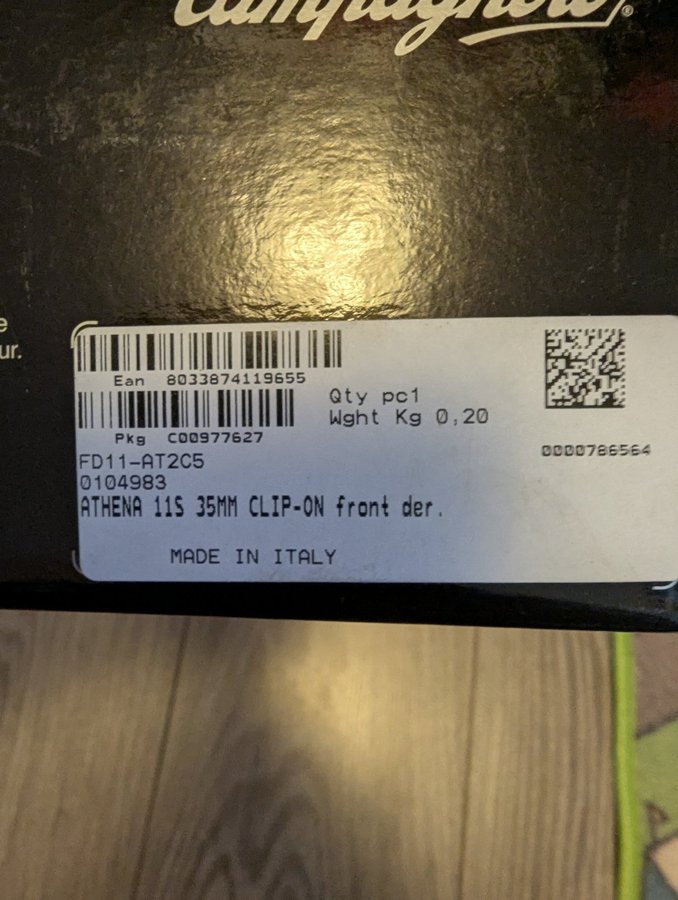 Campagnolo®
e
ur.
Ean 8033874119655
Qty pc1
Wght Kg 0,20
Pkg C00977627
0000786564
FD11-AT2C5
0104983
ATHENA 11S 35MM CLIP-ON front der.
MADE IN ITALY